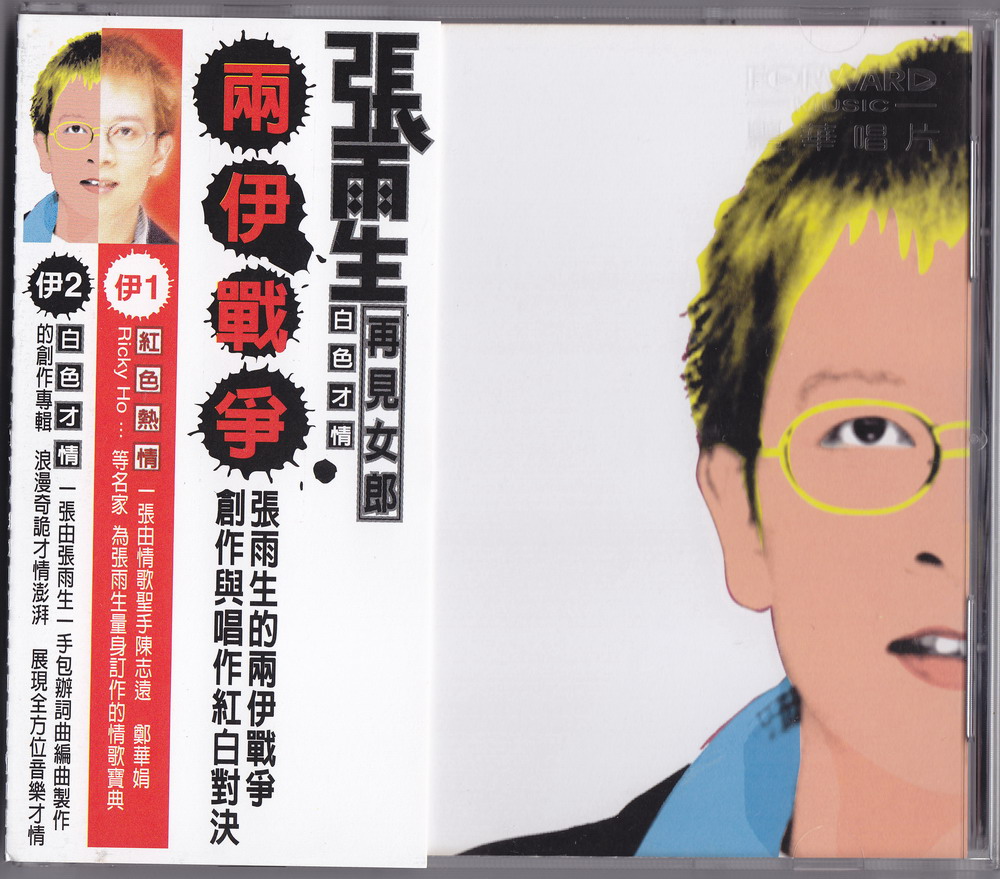 張雨生
再見女郎
白色才情
兩伊戰爭
張雨生的兩伊戰爭
創作與唱作紅白對決
伊1
紅色熱情
一張由情歌聖手陳志遠 鄭華娟
Ricky Ho … 等名家 為張雨生量身訂作的情歌寶典
伊2
白色才情
一張由張雨生一手包辦詞曲編曲製作
的創作專輯 浪漫奇詭才情澎湃 展現全方位音樂才情
FORWARD
MUSIC
華唱片